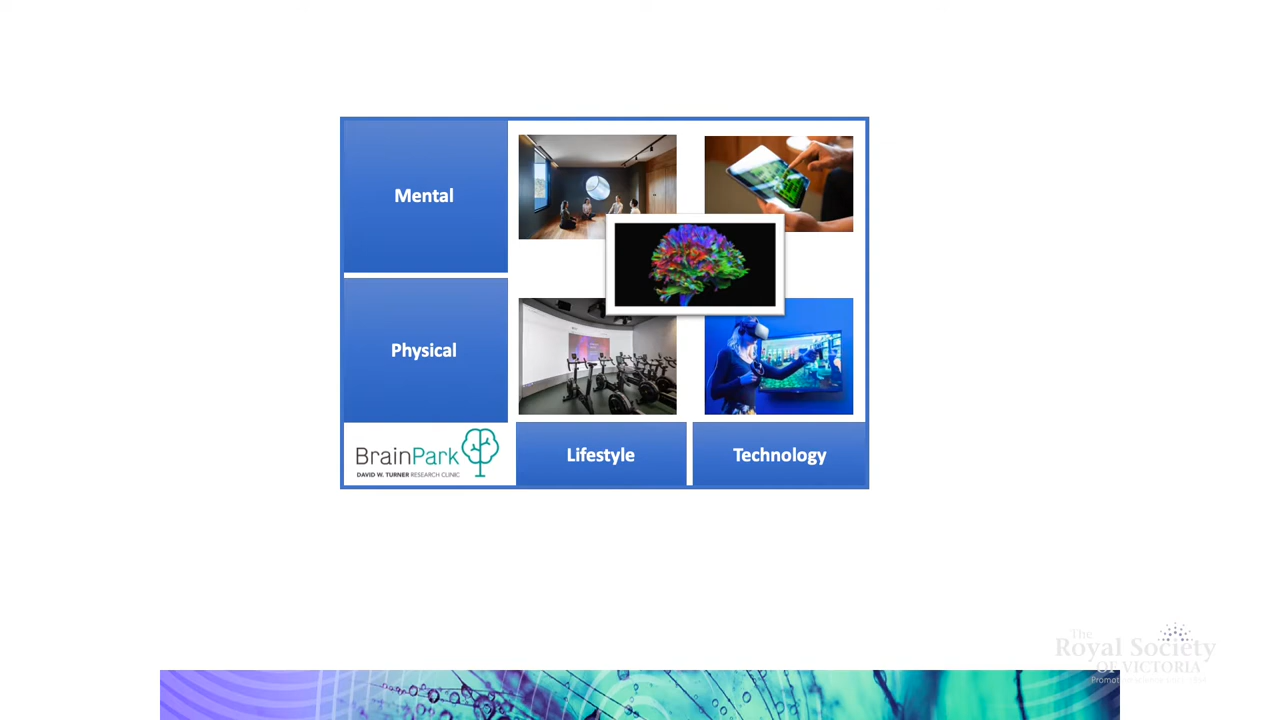 Mental
Physical
BrainPark
DAVID W. TURNER RESEARCH CLINIC
Lifestyle
Technology
The
Royal Society
OF VICTORIA